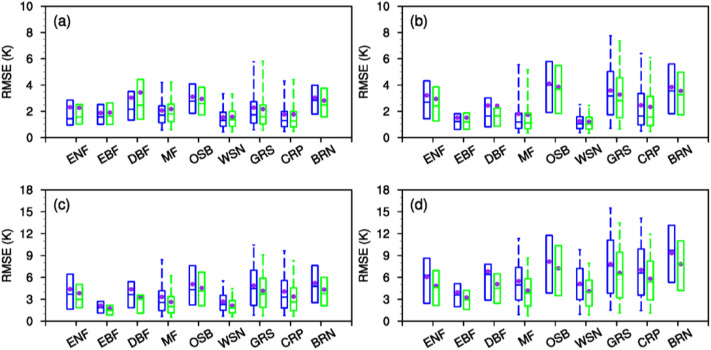 (a)
RMSE (K)
10
8
6
4
2
0
ENF EBF DBF MF OSB WSN GRS CRP BRN
(b)
RMSE (K)
10
8
6
4
2
0
ENF EBF DBF MF OSB WSN GRS CRP BRN
(c)
RMSE (K)
18
15
12
9
6
3
0
ENF EBF DBF MF OSB WSN GRS CRP BRN
(d)
RMSE (K)
18
15
12
9
6
3
0
ENF EBF DBF MF OSB WSN GRS CRP BRN